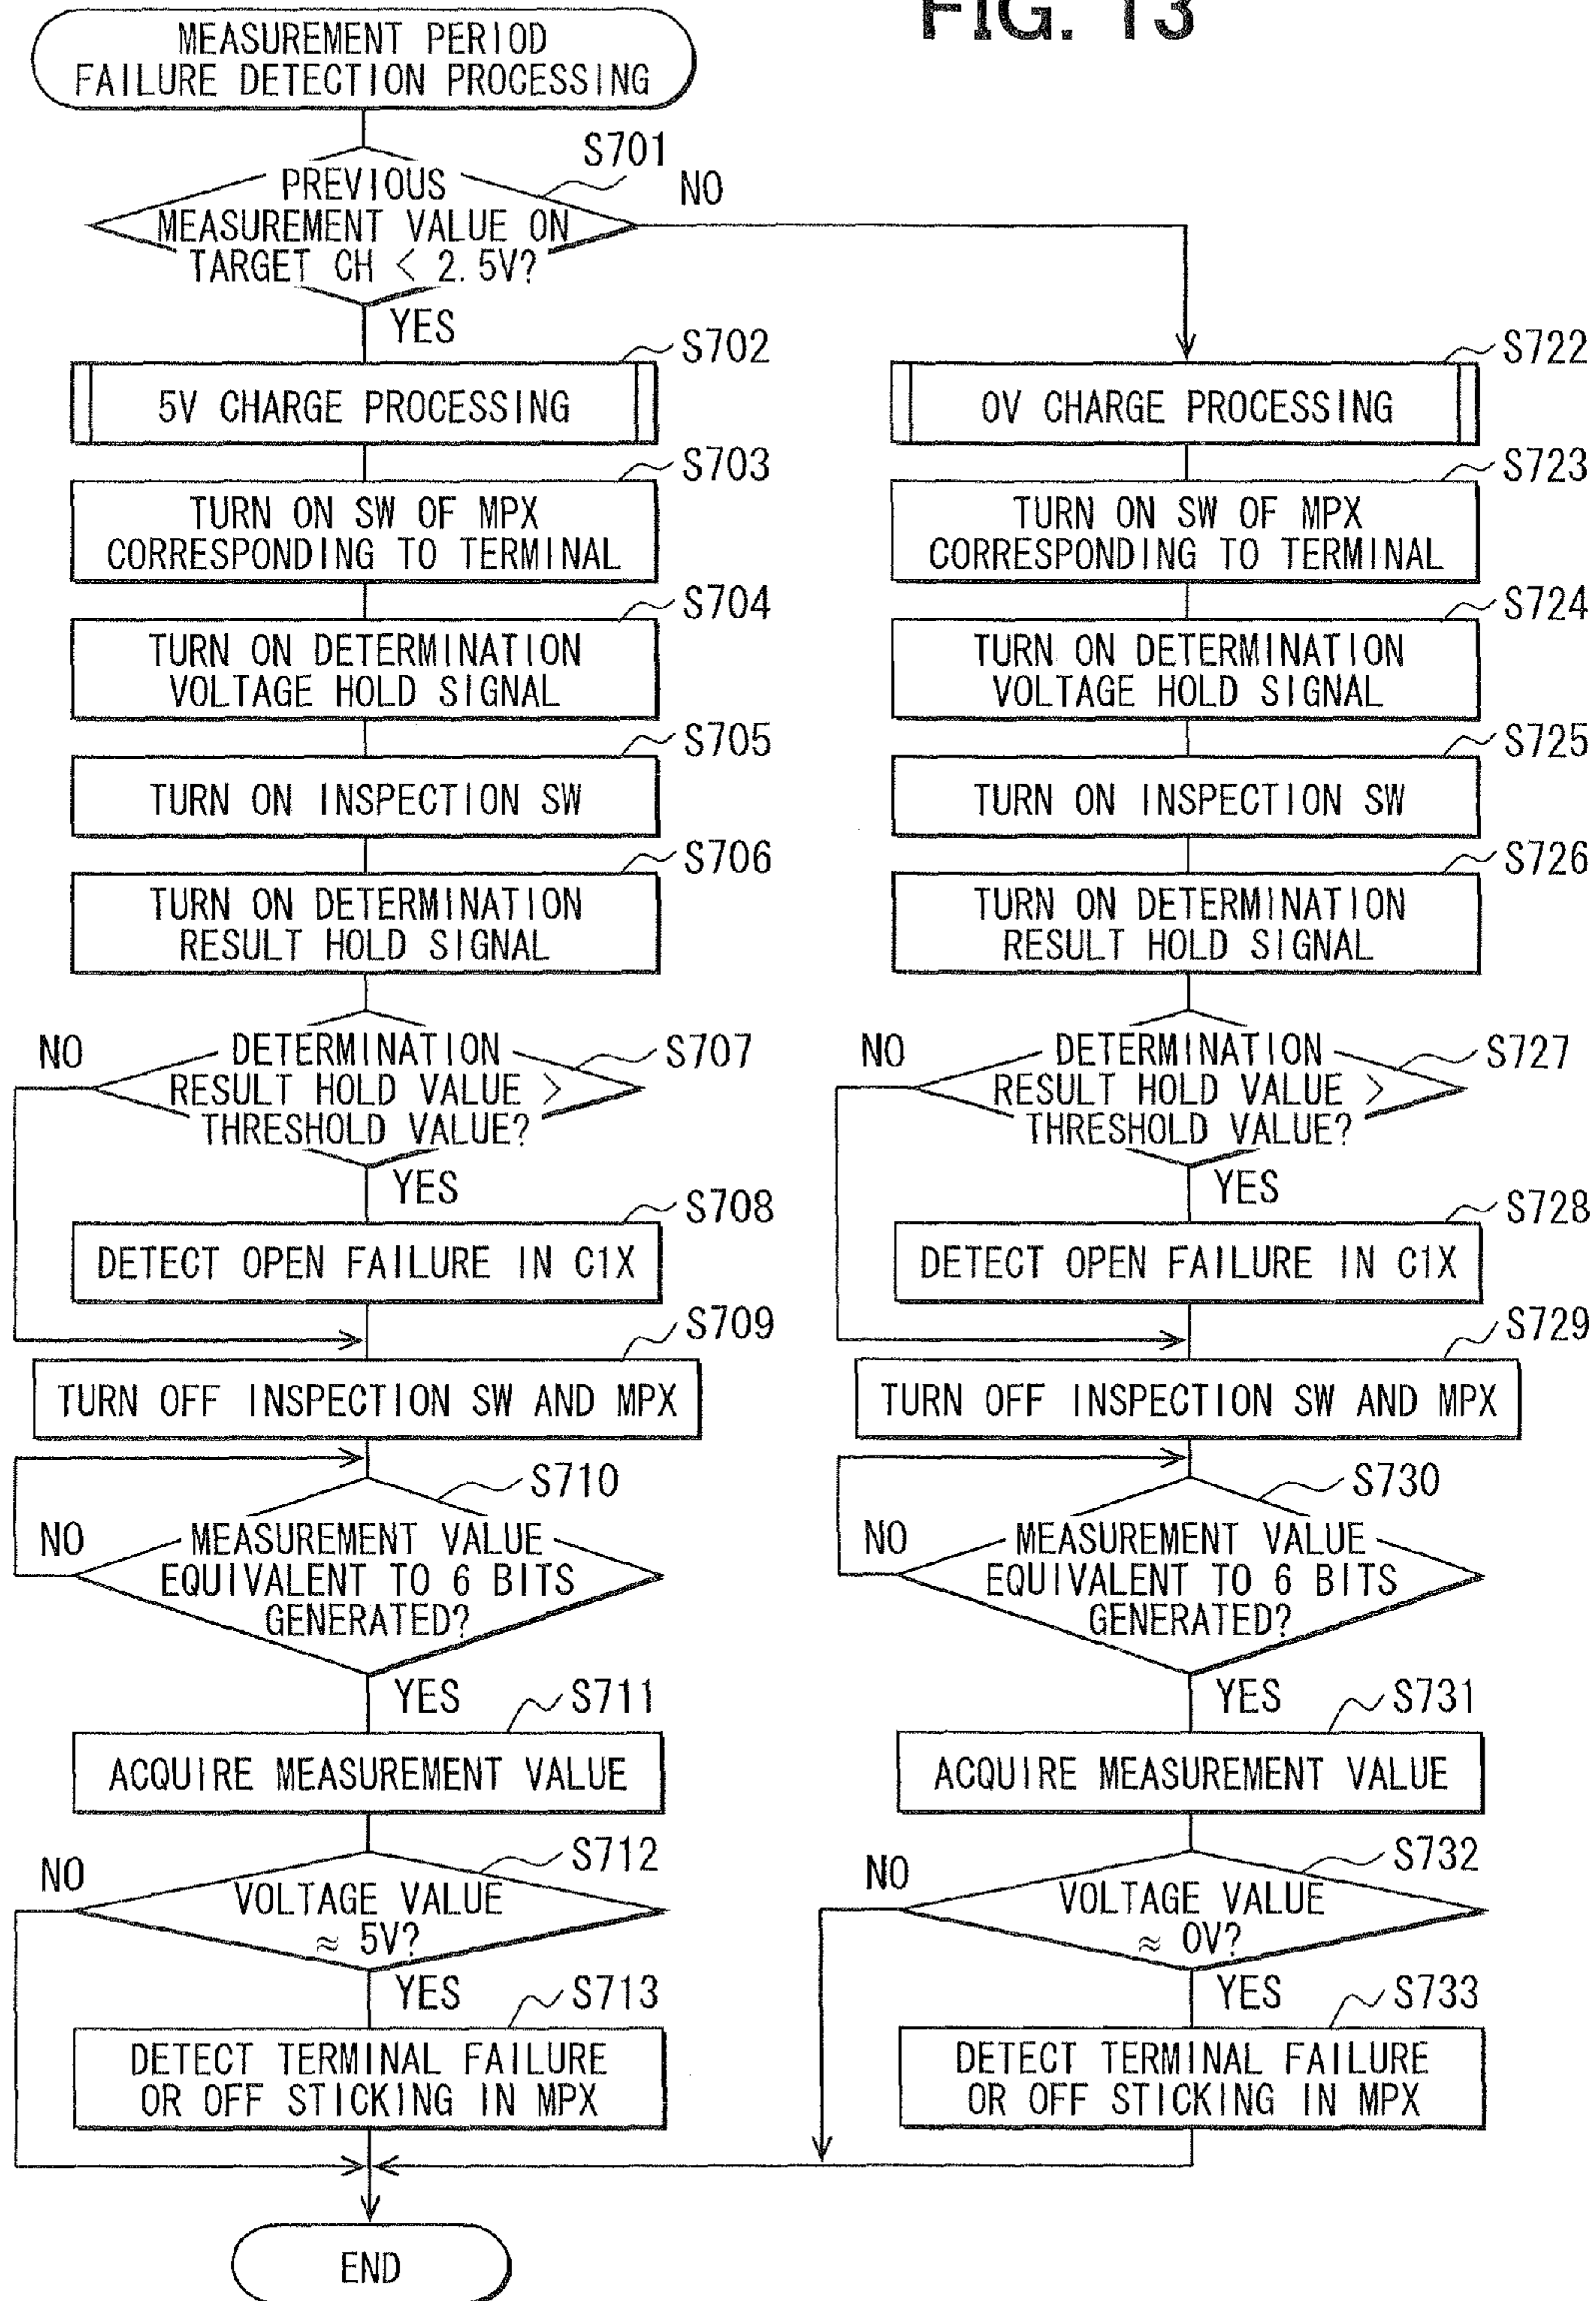 FIG. 13
MEASUREMENT PERIOD
FAILURE DETECTION PROCESSING
S701
PREVIOUS
MEASUREMENT VALUE ON
TARGET CH < 2.5V?
NO
YES
S702
5V CHARGE PROCESSING
S703
TURN ON SW OF MPX
CORRESPONDING TO TERMINAL
S704
TURN ON DETERMINATION
VOLTAGE HOLD SIGNAL
S705
TURN ON INSPECTION SW
S706
TURN ON DETERMINATION
RESULT HOLD SIGNAL
S707
NO
DETERMINATION
RESULT HOLD VALUE >
THRESHOLD VALUE?
YES
S708
DETECT OPEN FAILURE IN C1X
S709
TURN OFF INSPECTION SW AND MPX
S710
NO
MEASUREMENT VALUE
EQUIVALENT TO 6 BITS
GENERATED?
YES
S711
ACQUIRE MEASUREMENT VALUE
S712
NO
VOLTAGE VALUE
≈ 5V?
YES
S713
DETECT TERMINAL FAILURE
OR OFF STICKING IN MPX
S722
0V CHARGE PROCESSING
S723
TURN ON SW OF MPX
CORRESPONDING TO TERMINAL
S724
TURN ON DETERMINATION
VOLTAGE HOLD SIGNAL
S725
TURN ON INSPECTION SW
S726
TURN ON DETERMINATION
RESULT HOLD SIGNAL
S727
NO
DETERMINATION
RESULT HOLD VALUE >
THRESHOLD VALUE?
YES
S728
DETECT OPEN FAILURE IN C1X
S729
TURN OFF INSPECTION SW AND MPX
S730
NO
MEASUREMENT VALUE
EQUIVALENT TO 6 BITS
GENERATED?
YES
S731
ACQUIRE MEASUREMENT VALUE
S732
NO
VOLTAGE VALUE
≈ 0V?
YES
S733
DETECT TERMINAL FAILURE
OR OFF STICKING IN MPX
END